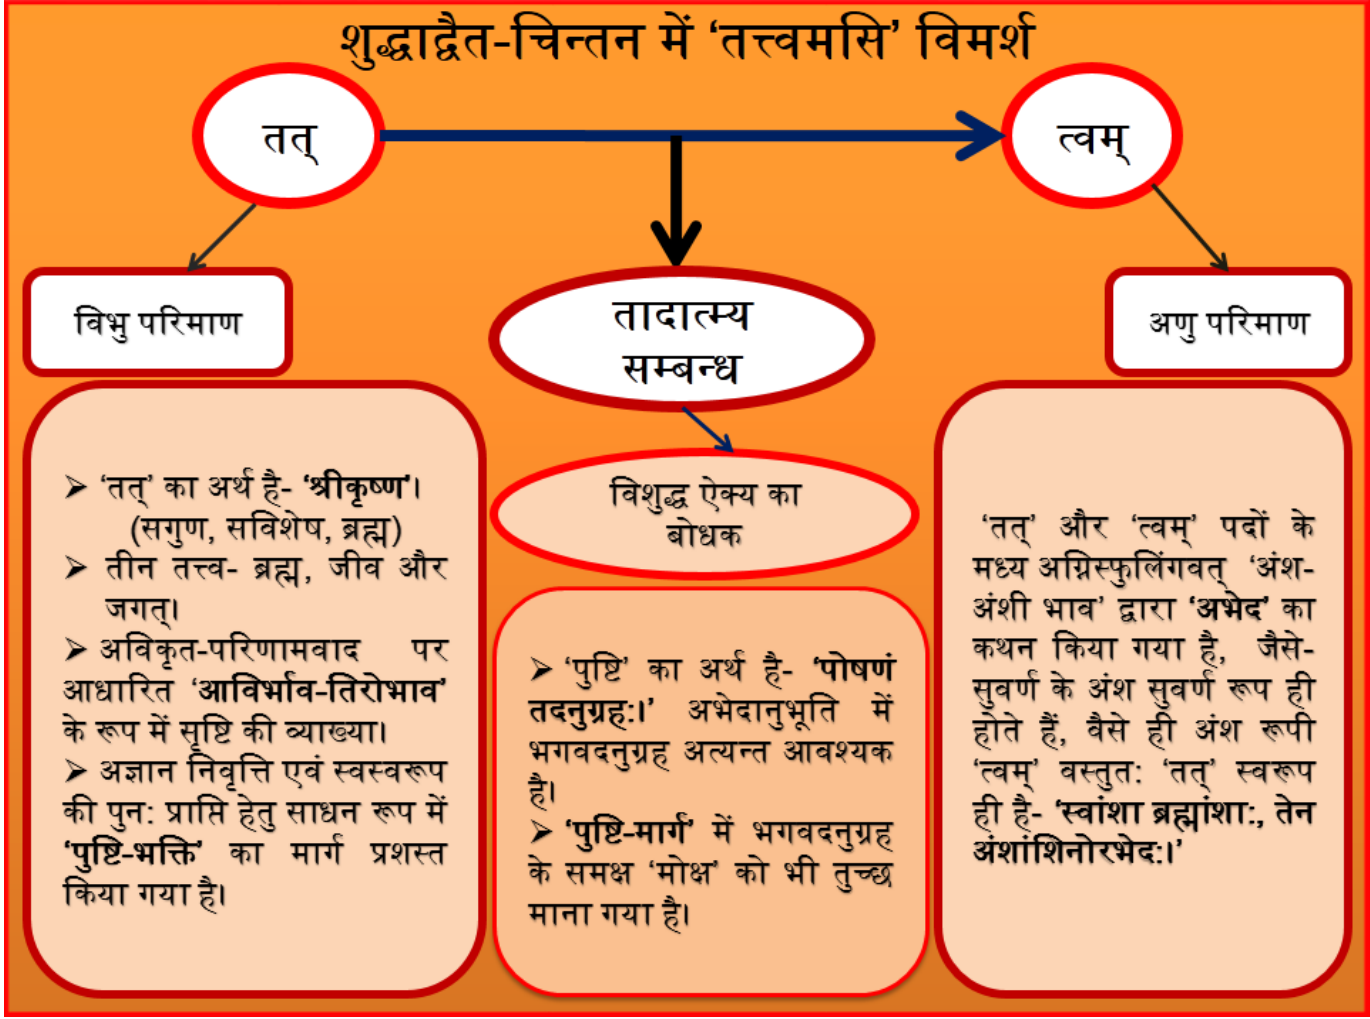 शुद्धाद्वैत-चिन्तन में ‘तत्त्वमसि’ विमर्श
तत्
त्वम्
विभु परिमाण
तादात्म्य
सम्बन्ध
अणु परिमाण
➢ ‘तत्’ का अर्थ है- ‘श्रीकृष्ण’।
(सगुण, सविशेष, ब्रह्म)
➢ तीन तत्त्व- ब्रह्म, जीव और
जगत्।
➢ अविकृत-परिणामवाद पर
आधारित ‘आविर्भाव-तिरोभाव’
के रूप में सृष्टि की व्याख्या।
➢ अज्ञान निवृत्ति एवं स्वस्वरूप
की पुन: प्राप्ति हेतु साधन रूप में
‘पुष्टि-भक्ति’ का मार्ग प्रशस्त
किया गया है।
विशुद्ध ऐक्य का
बोधक
➢ ‘पुष्टि’ का अर्थ है- ‘पोषणं
तदनुग्रह:।’ अभेदानुभूति में
भगवदनुग्रह अत्यन्त आवश्यक
है।
➢ ‘पुष्टि-मार्ग’ में भगवदनुग्रह
के समक्ष ‘मोक्ष’ को भी तुच्छ
माना गया है।
‘तत्’ और ‘त्वम्’ पदों के
मध्य अग्निस्फुलिंगवत् ‘अंश-
अंशी भाव’ द्वारा ‘अभेद’ का
कथन किया गया है, जैसे-
सुवर्ण के अंश सुवर्ण रूप ही
होते हैं, वैसे ही अंश रूपी
‘त्वम्’ वस्तुत: ‘तत्’ स्वरूप
ही है- ‘स्वांशा ब्रह्मांशा:, तेन
अंशांशिनोरभेद:।’